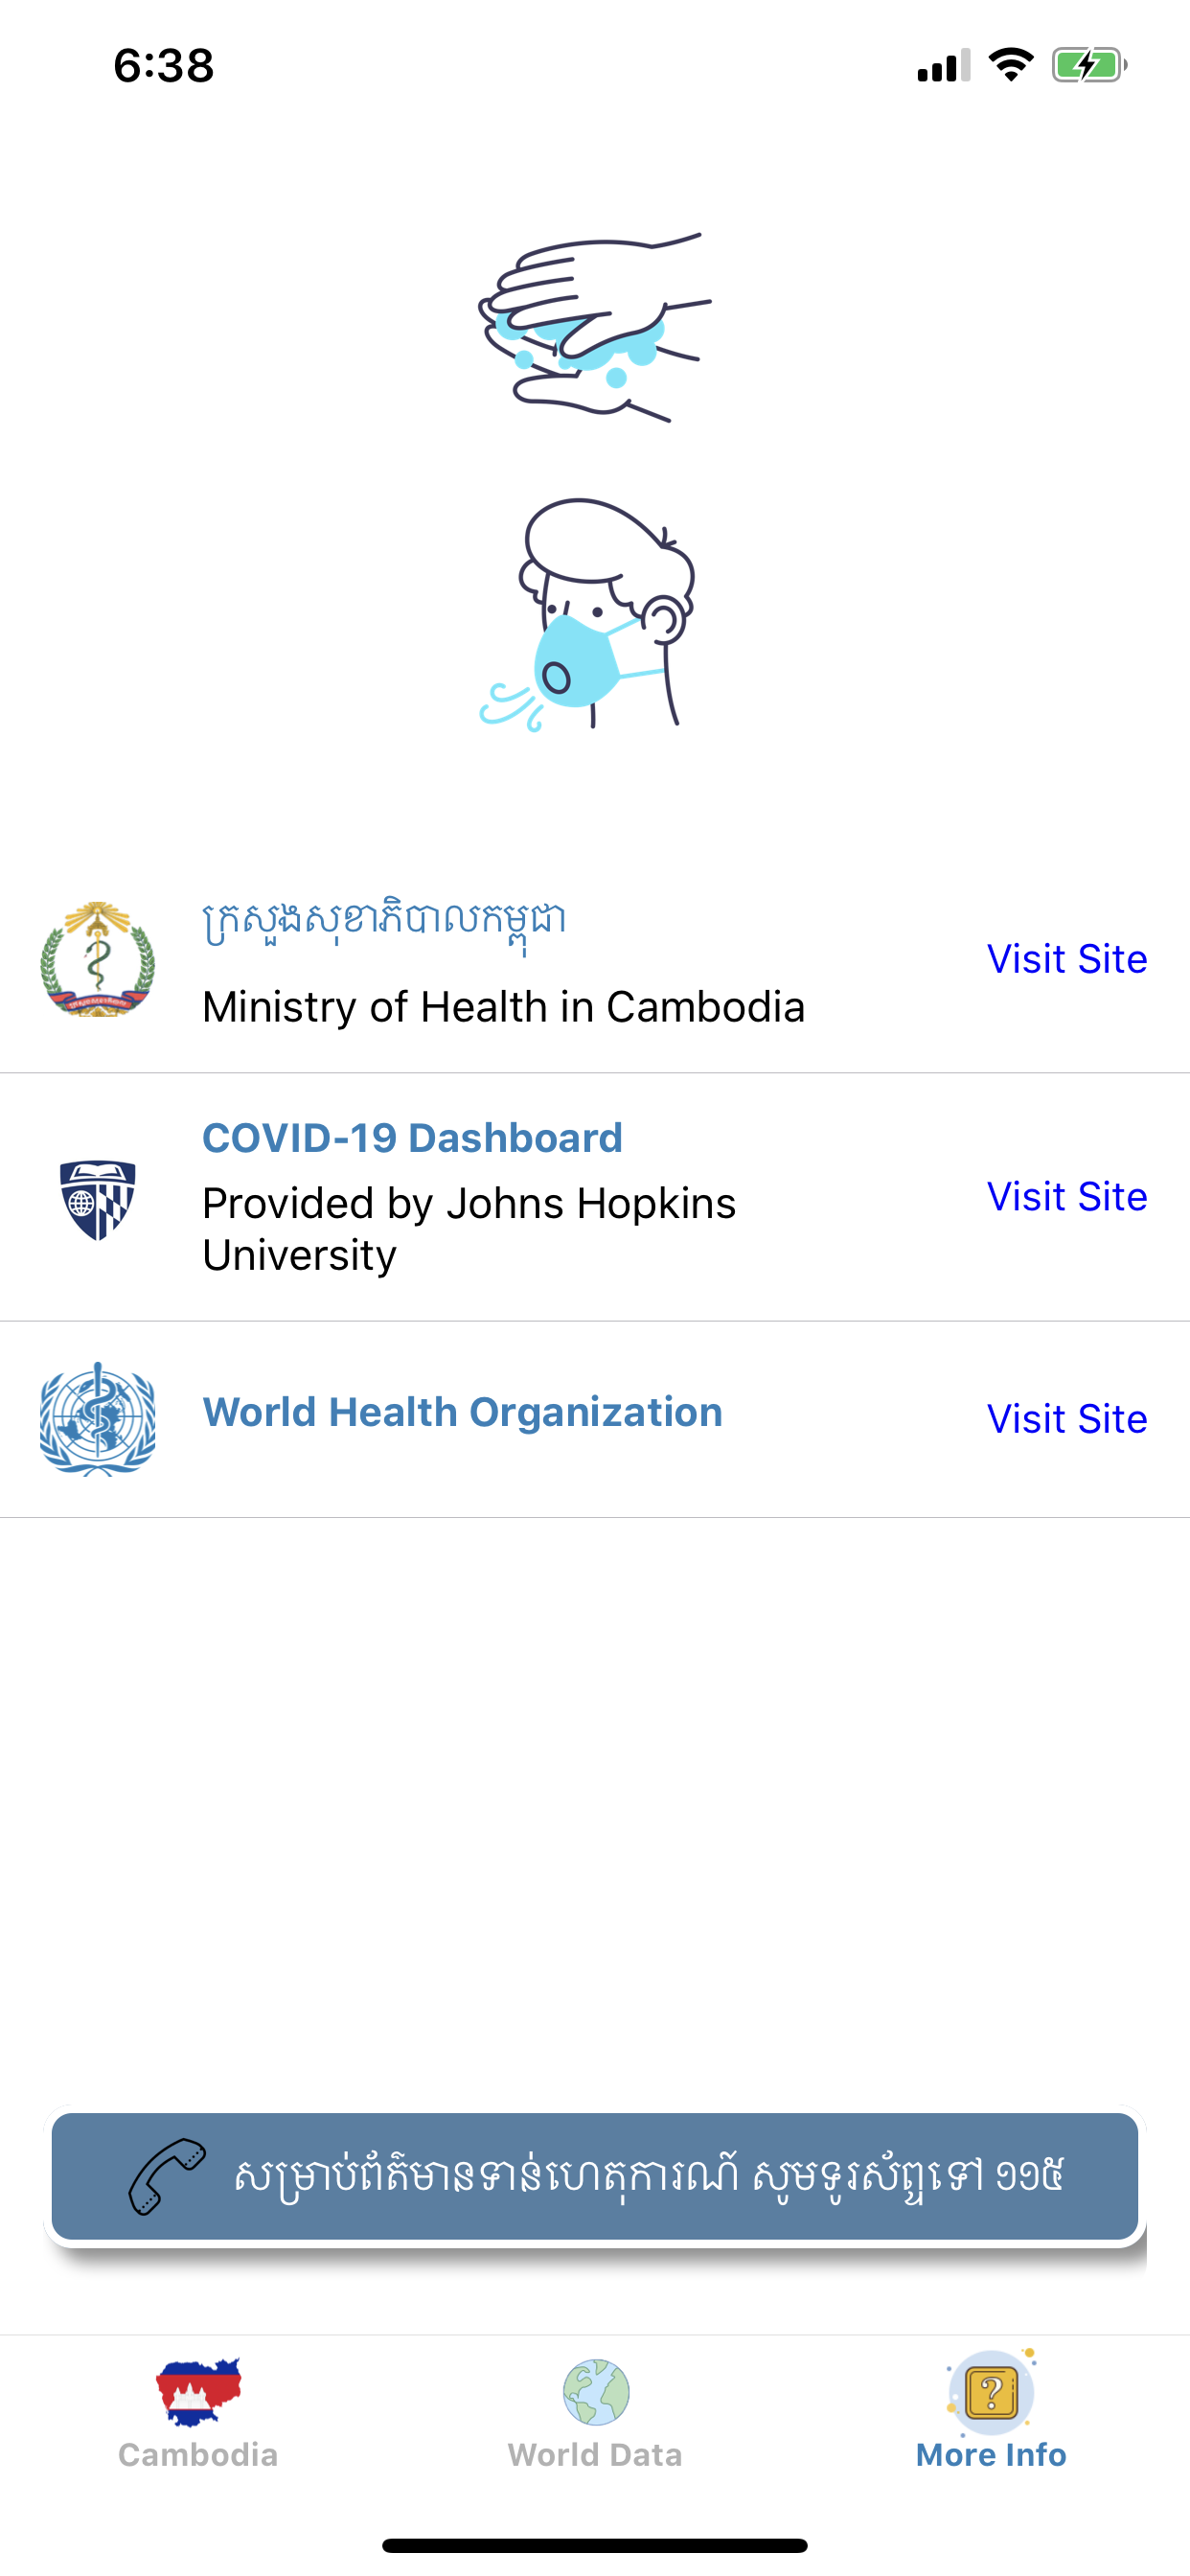 6:38
ក្រសួងសុខាភិបាលកម្ពុជា
Ministry of Health in Cambodia
Visit Site
COVID-19 Dashboard
Provided by Johns Hopkins
University
Visit Site
World Health Organization
Visit Site
សម្រាប់ព័ត៌មានទាន់ហេតុការណ៍ សូមទូរស័ព្ទទៅ ១១៥
Cambodia
World Data
More Info